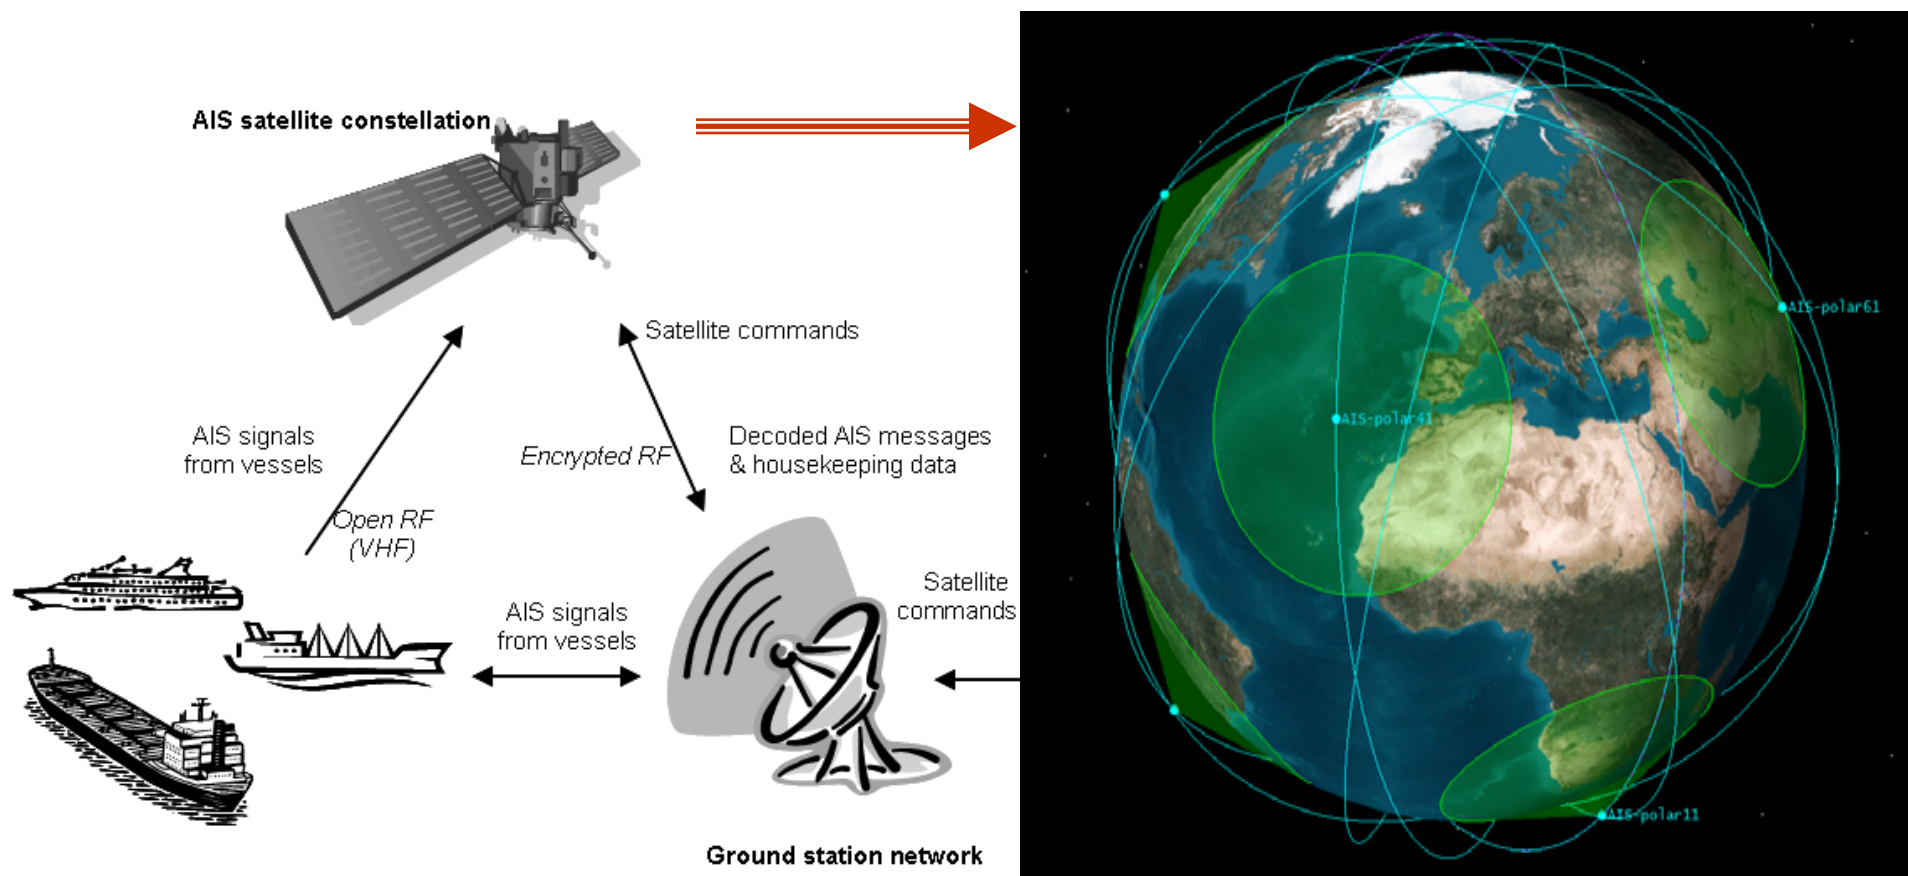 AIS satellite constellation
Satellite commands
AIS signals
from vessels
Encrypted RF
Decoded AIS messages
& housekeeping data
Open RF
(VHF)
AIS signals
from vessels
Satellite
commands
Ground station network
AIS-polar61
AIS-polar41
AIS-polar11